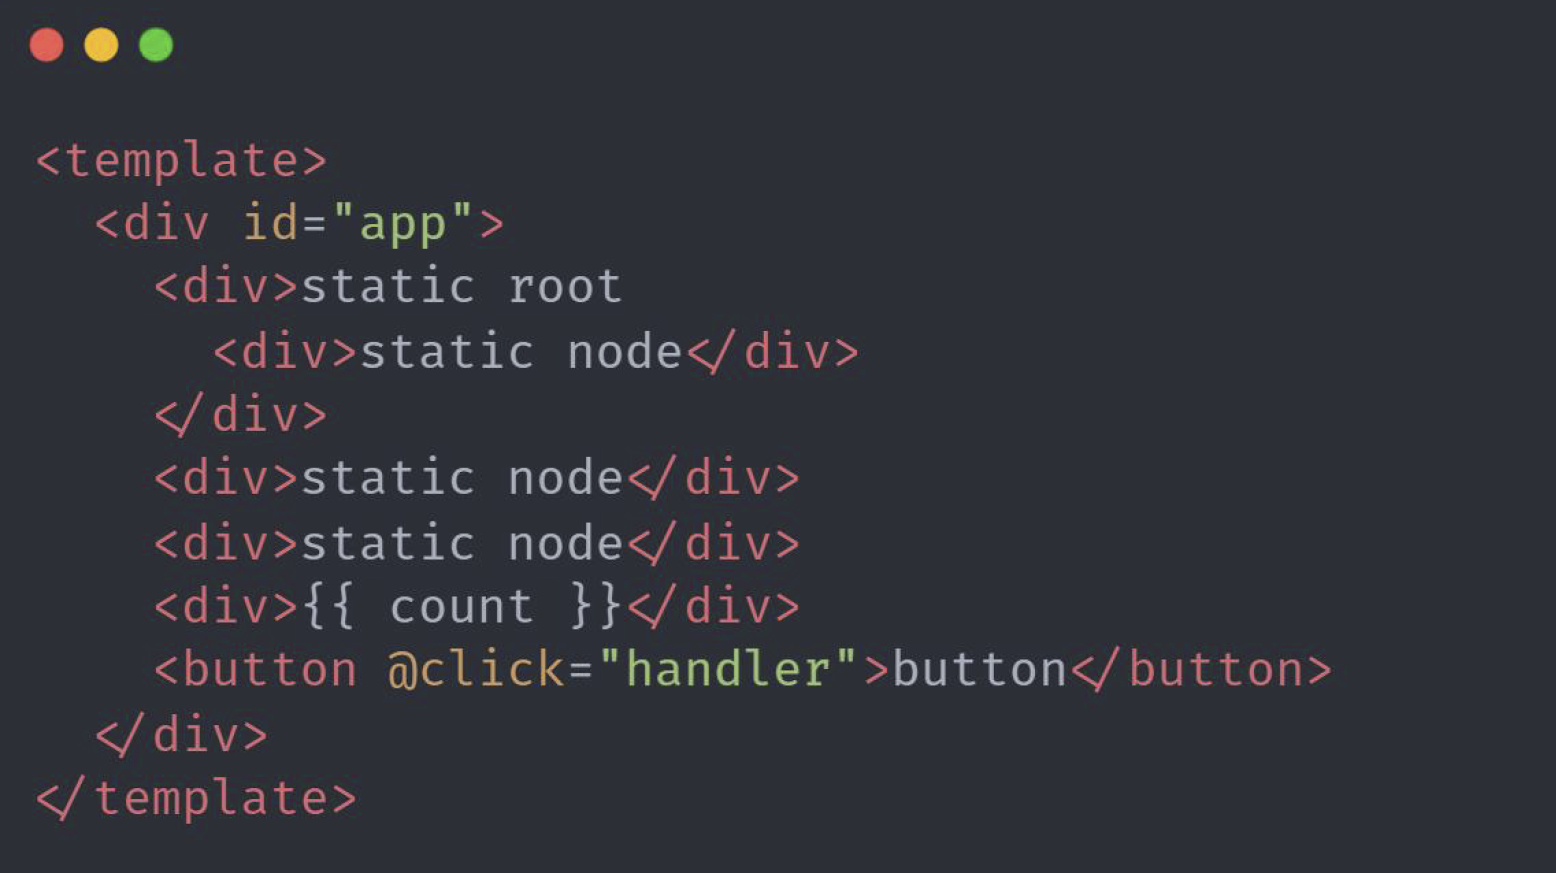 <template>
  <div id="app">
    <div>static root
      <div>static node</div>
    </div>
    <div>static node</div>
    <div>static node</div>
    <div>{{ count }}</div>
    <button @click="handler">button</button>
  </div>
</template>